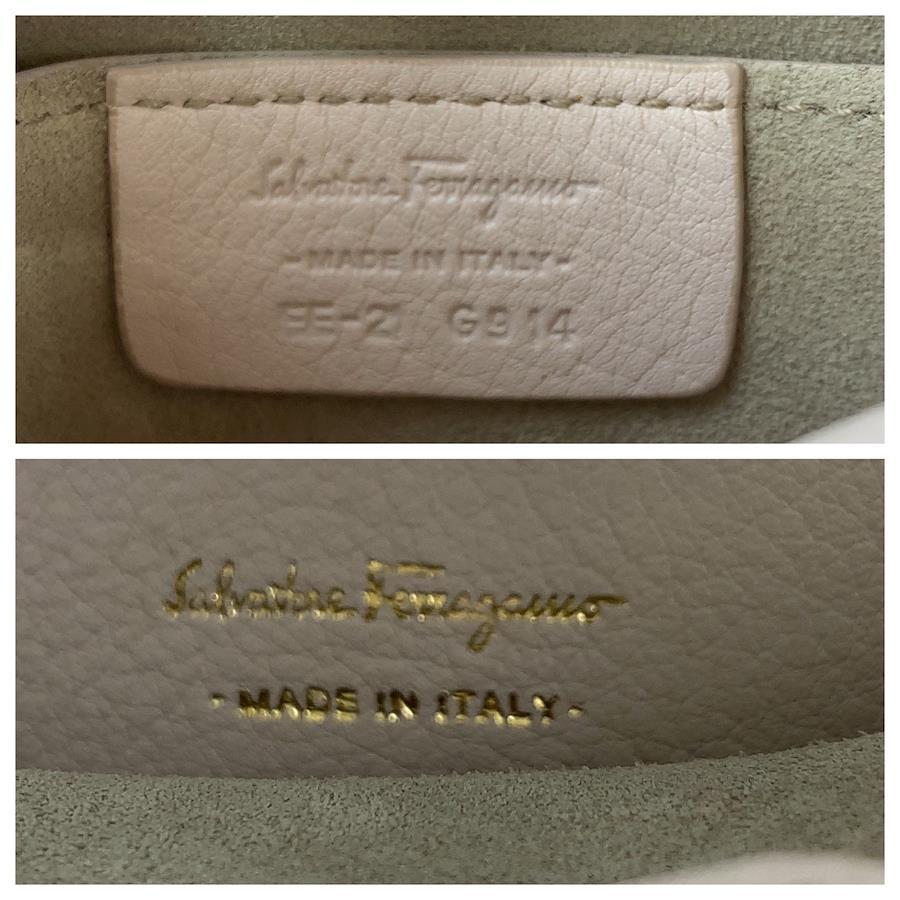 Salvatore Ferragamo
-MADE IN ITALY-
EE-21 G914
Salvatore Ferragamo
- MADE IN ITALY -